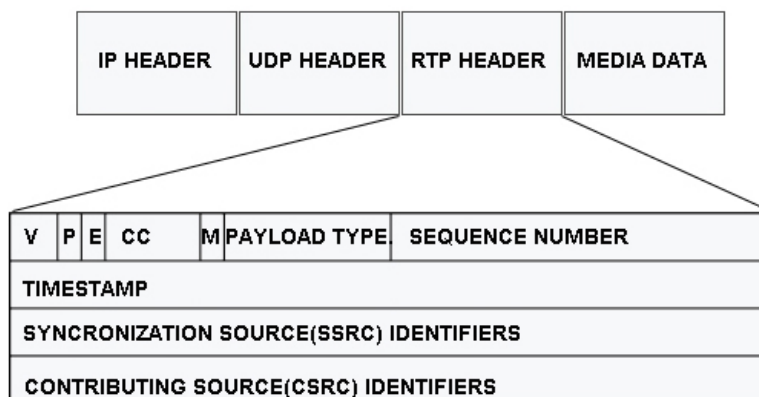 IP HEADER UDP HEADER RTP HEADER MEDIA DATA
V P E CC M PAYLOAD TYPE. SEQUENCE NUMBER
TIMESTAMP
SYNCRONIZATION SOURCE(SSRC) IDENTIFIERS
CONTRIBUTING SOURCE(CSRC) IDENTIFIERS